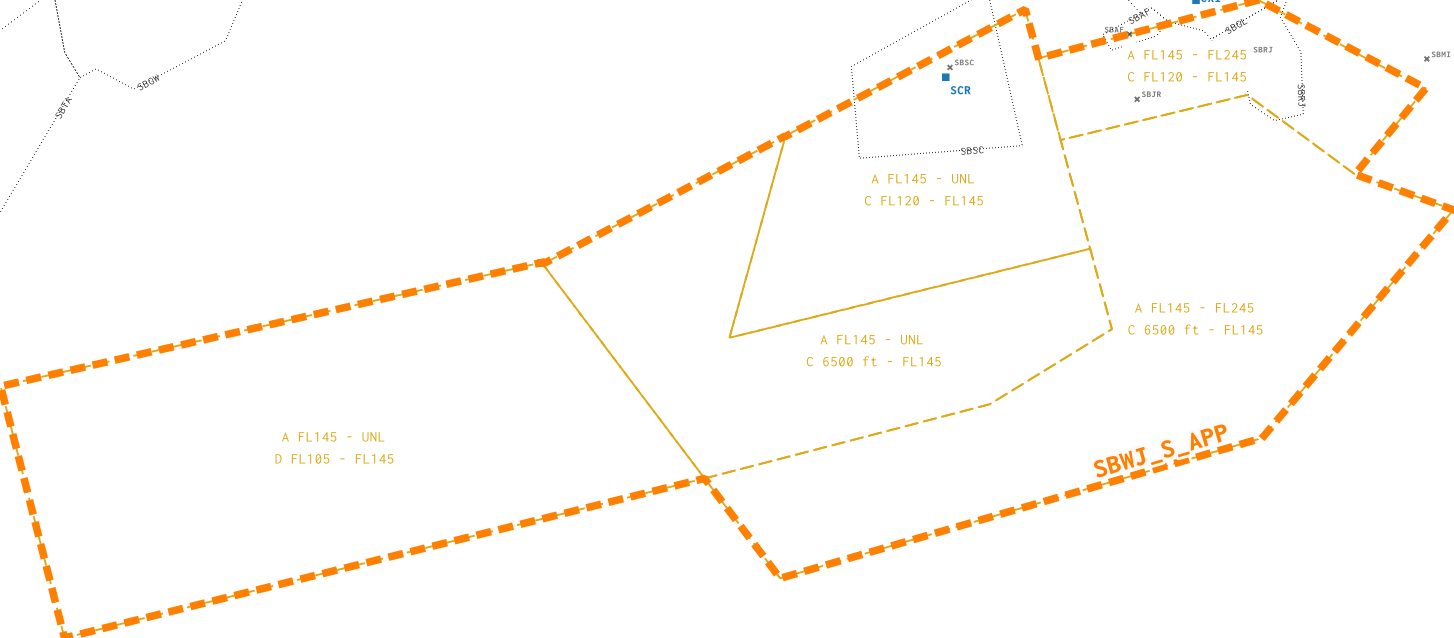 SBAF
SBAF
SBGL
SBRJ
SBMI
SBSC
SCR
A FL145 - FL245
C FL120 - FL145
SBGW
SBTA
SBJR
SBRJ
SBSC
A FL145 - UNL
C FL120 - FL145
A FL145 - FL245
C 6500 ft - FL145
A FL145 - UNL
C 6500 ft - FL145
A FL145 - UNL
D FL105 - FL145
SBWJ_S_APP